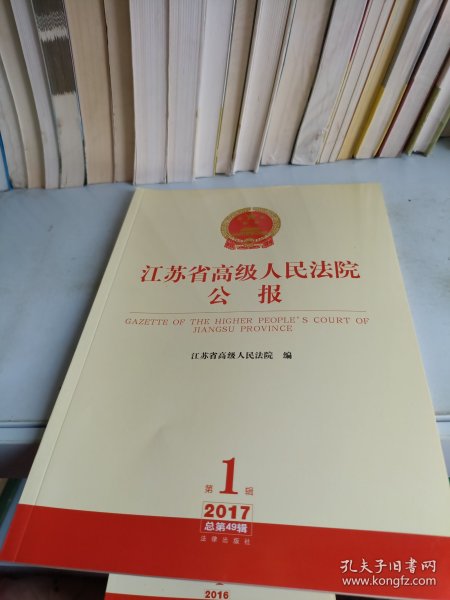 江苏省高级人民法院
公 报
GAZETTE OF THE HIGHER PEOPLE'S COURT OF
JIANGSU PROVINCE
江苏省高级人民法院 编
第 1 辑
2017
总第49辑
法律出版社
2016
孔夫子旧书网
www.kongfz.com